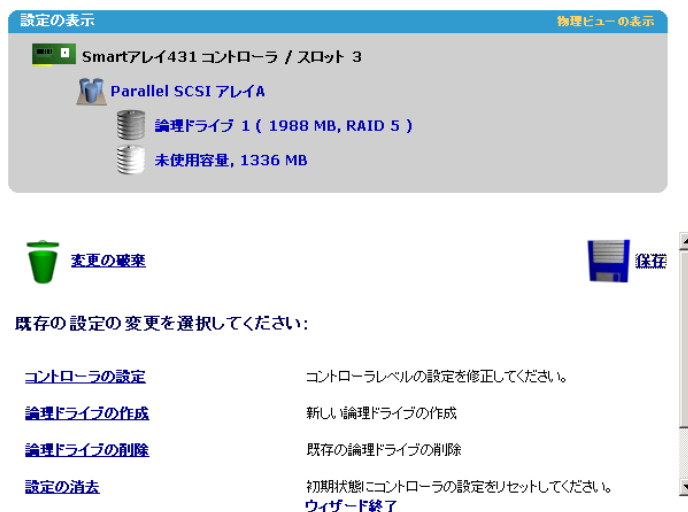 設定の表示 物理ビューの表示
Smartアレイ431 コントローラ / スロット 3
Parallel SCSI アレイA
論理ドライブ 1 ( 1988 MB, RAID 5 )
未使用容量, 1336 MB
変更の破棄 保存
既存の設定の変更を選択してください:
コントローラの設定 コントローラレベルの設定を修正してください。
論理ドライブの作成 新しい論理ドライブの作成
論理ドライブの削除 既存の論理ドライブの削除
設定の消去 初期状態にコントローラの設定をリセットしてください。
ウィザード終了